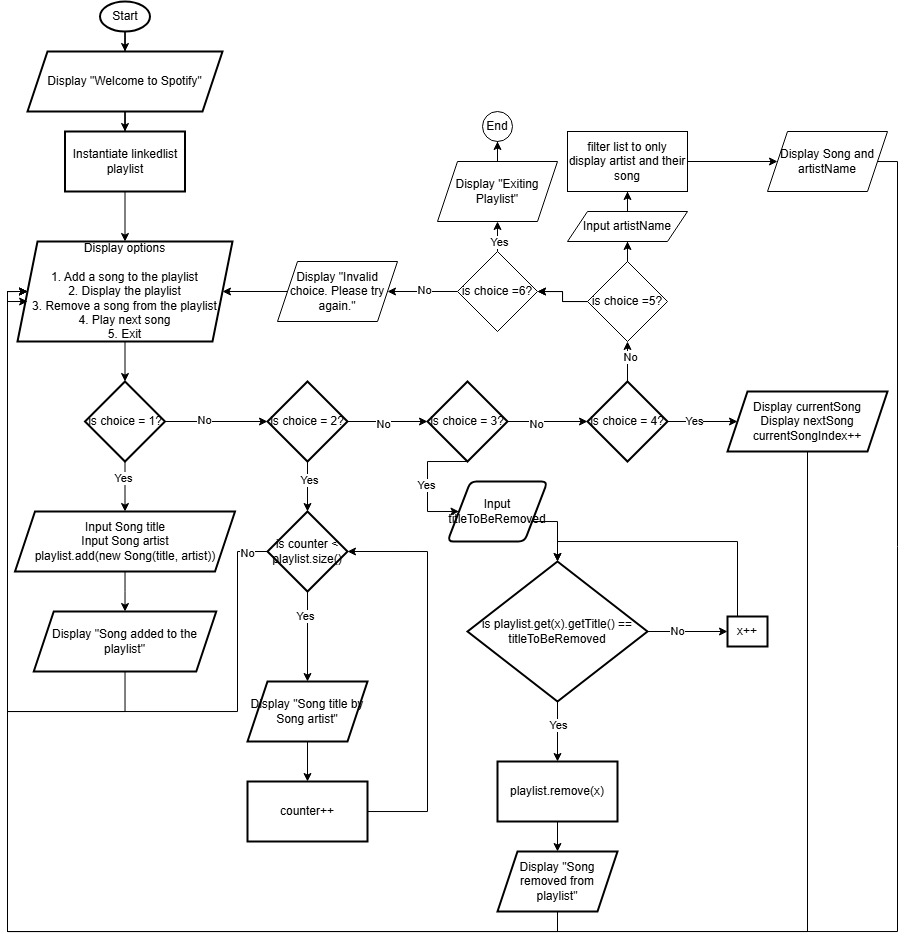 Start
Display "Welcome to Spotify"
Instantiate linkedlist
playlist
End
filter list to only
display artist and their
song
Display Song and
artistName
Display "Exiting
Playlist"
Input artistName
Yes
Display options
1. Add a song to the playlist
2. Display the playlist
3. Remove a song from the playlist
4. Play next song
5. Exit
Display "Invalid
choice. Please try
again."
No
is choice =6?
is choice =5?
No
is choice = 1?
No
is choice = 2?
No
is choice = 3?
No
is choice = 4?
Yes
Display currentSong
Display nextSong
currentSongIndex++
Yes
Yes
Yes
Input
titleToBeRemoved
Input Song title
Input Song artist
playlist.add(new Song(title, artist))
No
is counter <
playlist.size()
Yes
Display "Song added to the
playlist"
is playlist.get(x).getTitle() ==
titleToBeRemoved
No
x++
Display "Song title by
Song artist"
Yes
counter++
playlist.remove(x)
Display "Song
removed from
playlist"